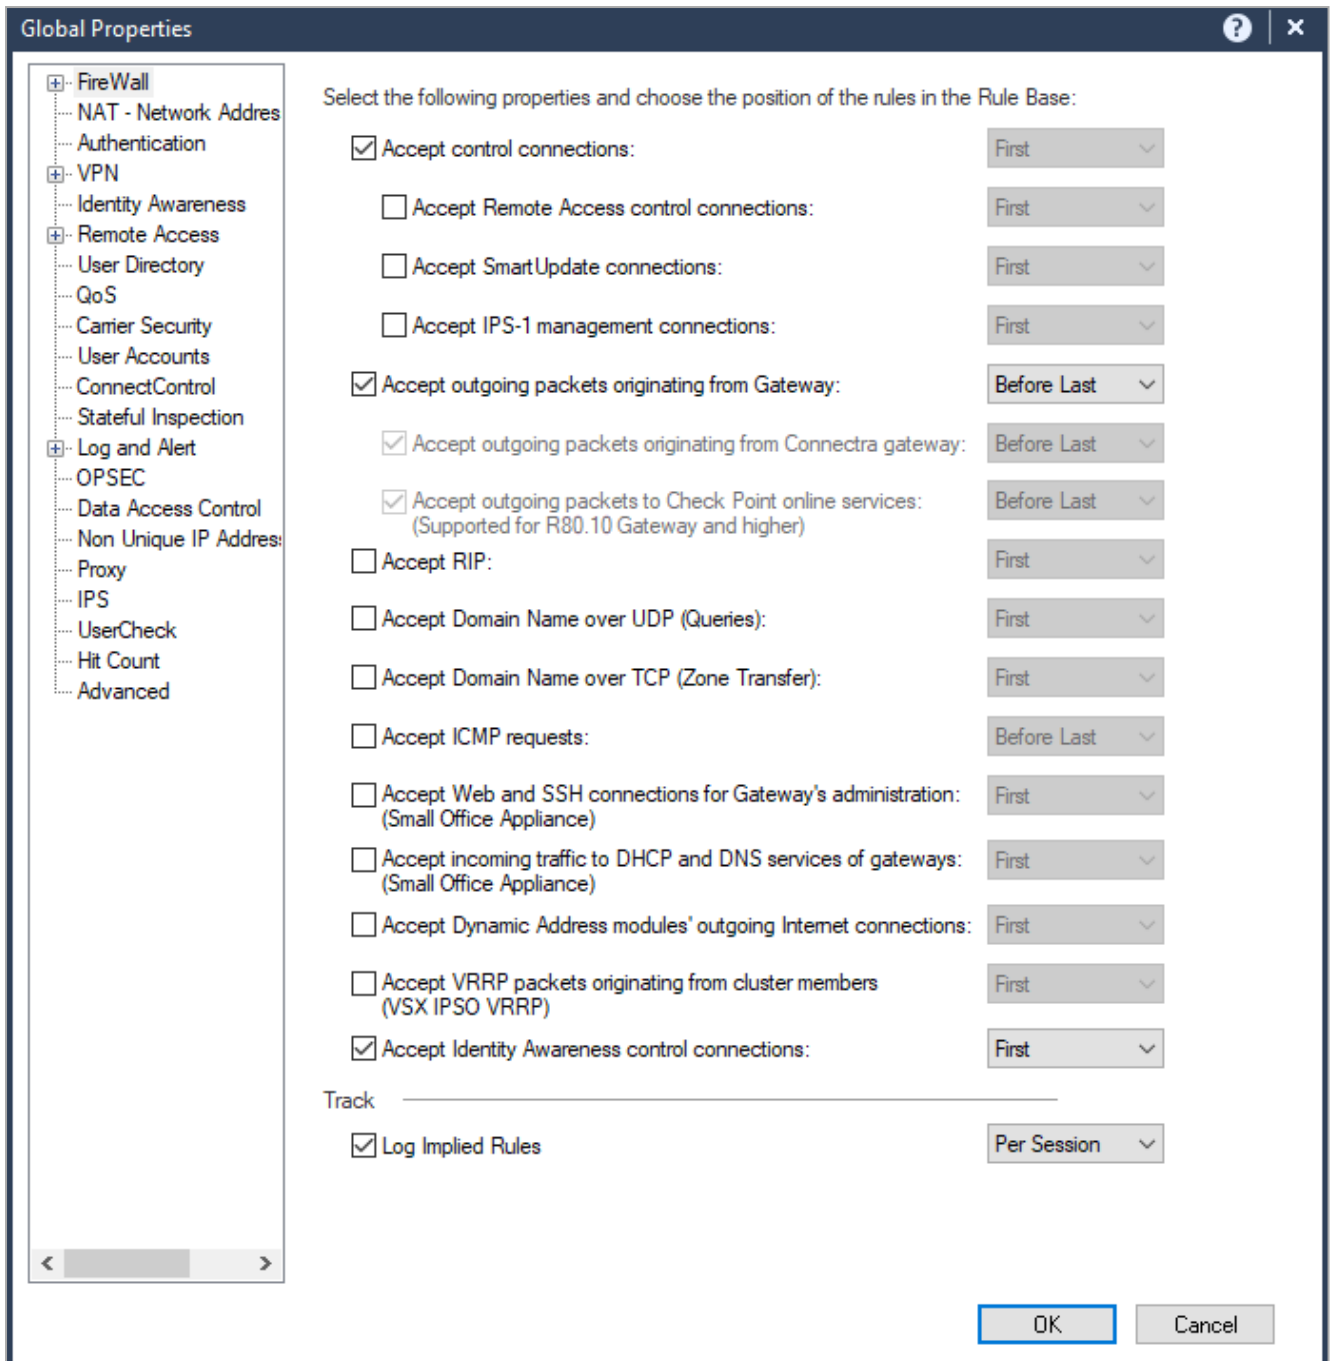 Global Properties
FireWall
NAT - Network Addres
Authentication
VPN
Identity Awareness
Remote Access
User Directory
QoS
Carrier Security
User Accounts
ConnectControl
Stateful Inspection
Log and Alert
OPSEC
Data Access Control
Non Unique IP Address
Proxy
IPS
UserCheck
Hit Count
Advanced
Select the following properties and choose the position of the rules in the Rule Base:
Accept control connections: First
Accept Remote Access control connections: First
Accept SmartUpdate connections: First
Accept IPS-1 management connections: First
Accept outgoing packets originating from Gateway: Before Last
Accept outgoing packets originating from Connectra gateway: Before Last
Accept outgoing packets to Check Point online services: Before Last
(Supported for R80.10 Gateway and higher)
Accept RIP: First
Accept Domain Name over UDP (Queries): First
Accept Domain Name over TCP (Zone Transfer): First
Accept ICMP requests: Before Last
Accept Web and SSH connections for Gateway's administration: First
(Small Office Appliance)
Accept incoming traffic to DHCP and DNS services of gateways: First
(Small Office Appliance)
Accept Dynamic Address modules' outgoing Internet connections: First
Accept VRRP packets originating from cluster members First
(VSX IPSO VRRP)
Accept Identity Awareness control connections: First
Track
Log Implied Rules Per Session
OK Cancel